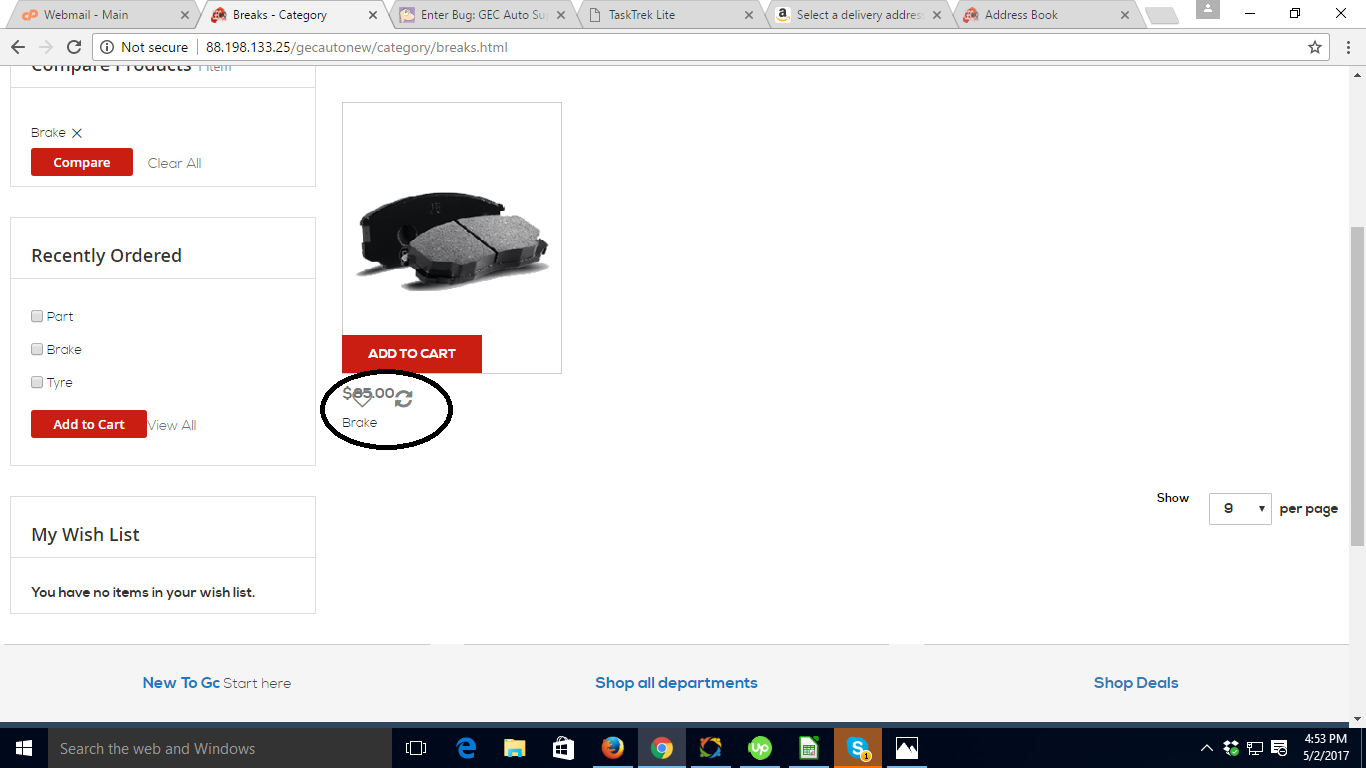 Webmail - Main
Breaks - Category
Enter Bug: GEC Auto Su
TaskTrek Lite
Select a delivery addres
Address Book
Not secure
88.198.133.25/gecautonew/category/breaks.html
Compare Products 1 item
Brake
Compare
Clear All
Recently Ordered
Part
Brake
Tyre
Add to Cart
View All
My Wish List
You have no items in your wish list.
ADD TO CART
$85.00
Brake
Show
9
per page
New To Gc Start here
Shop all departments
Shop Deals
Search the web and Windows
Up
S
1
4:53 PM
5/2/2017